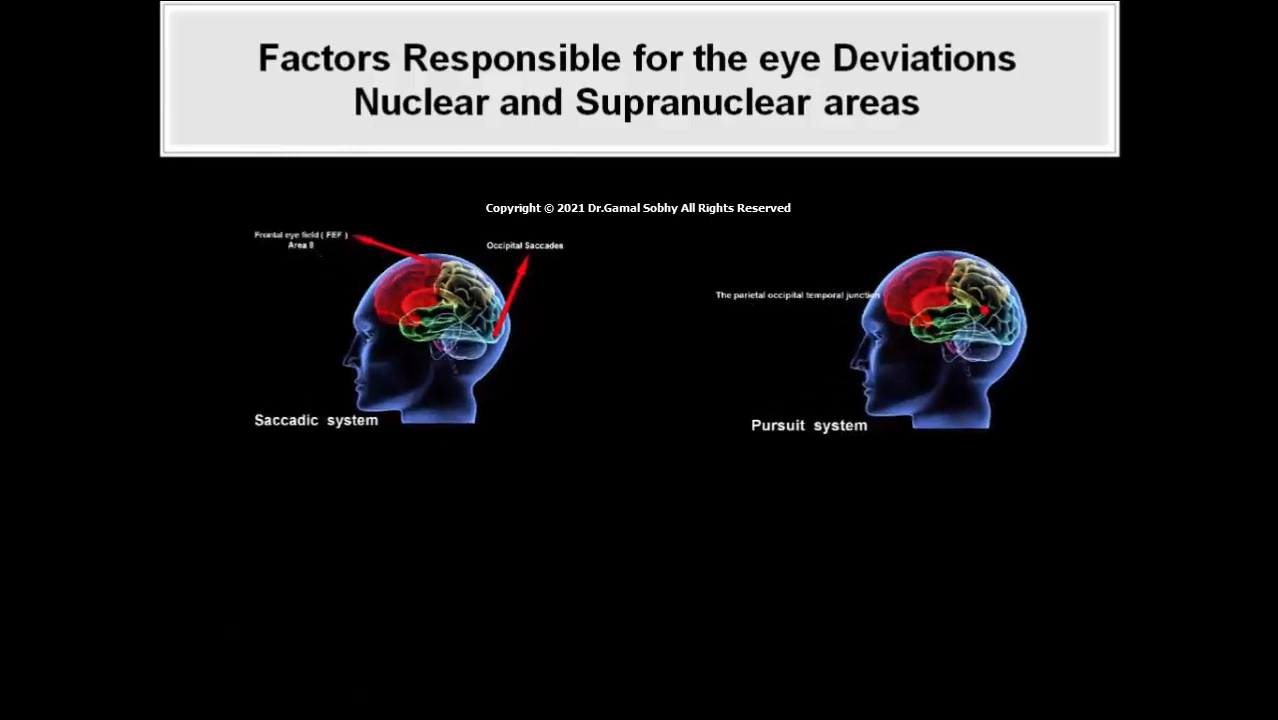 Factors Responsible for the eye Deviations
Nuclear and Supranuclear areas
Copyright © 2021 Dr.Gamal Sobhy All Rights Reserved
Frontal eye field ( FEF )
Area 8
Occipital Saccades
The parietal occipital temporal junction
Saccadic system
Pursuit system